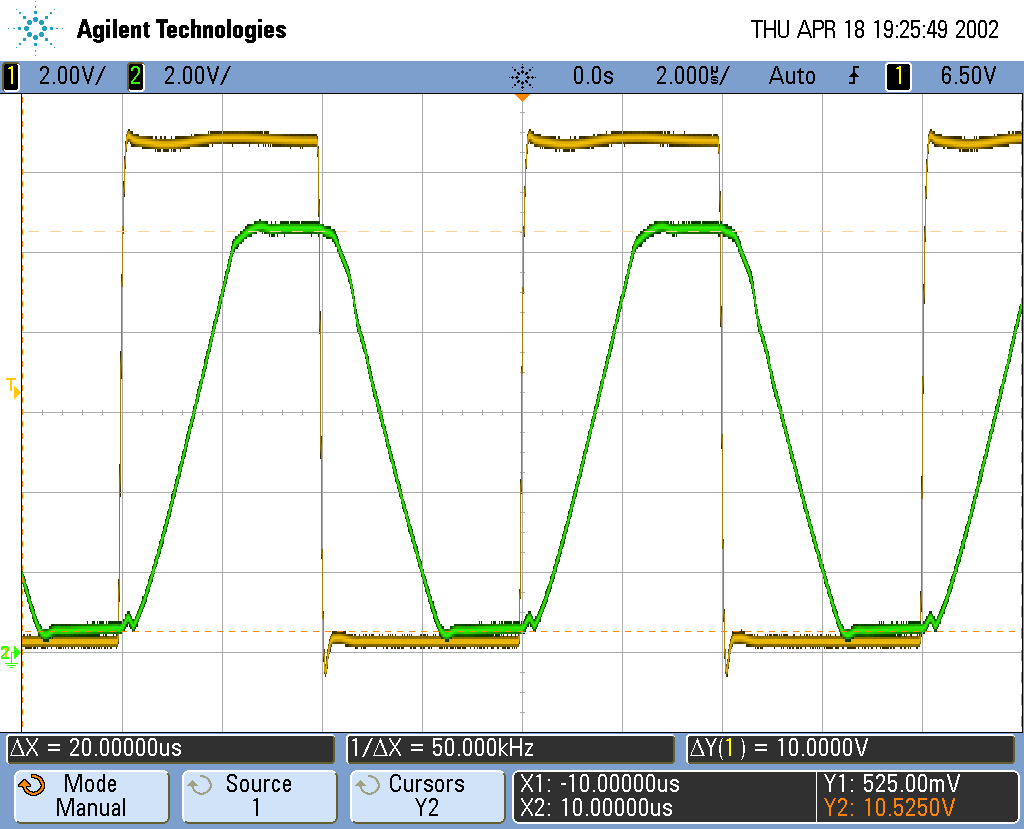 Agilent Technologies THU APR 18 19:25:49 2002
1 2.00V/ 2 2.00V/ 0.0s 2.000us/ Auto 1 6.50V
T
2
ΔX = 20.00000us 1/ΔX = 50.000kHz ΔY(1) = 10.0000V
Mode Source Cursors X1: -10.00000us Y1: 525.00mV
Manual 1 Y2 X2: 10.00000us Y2: 10.5250V